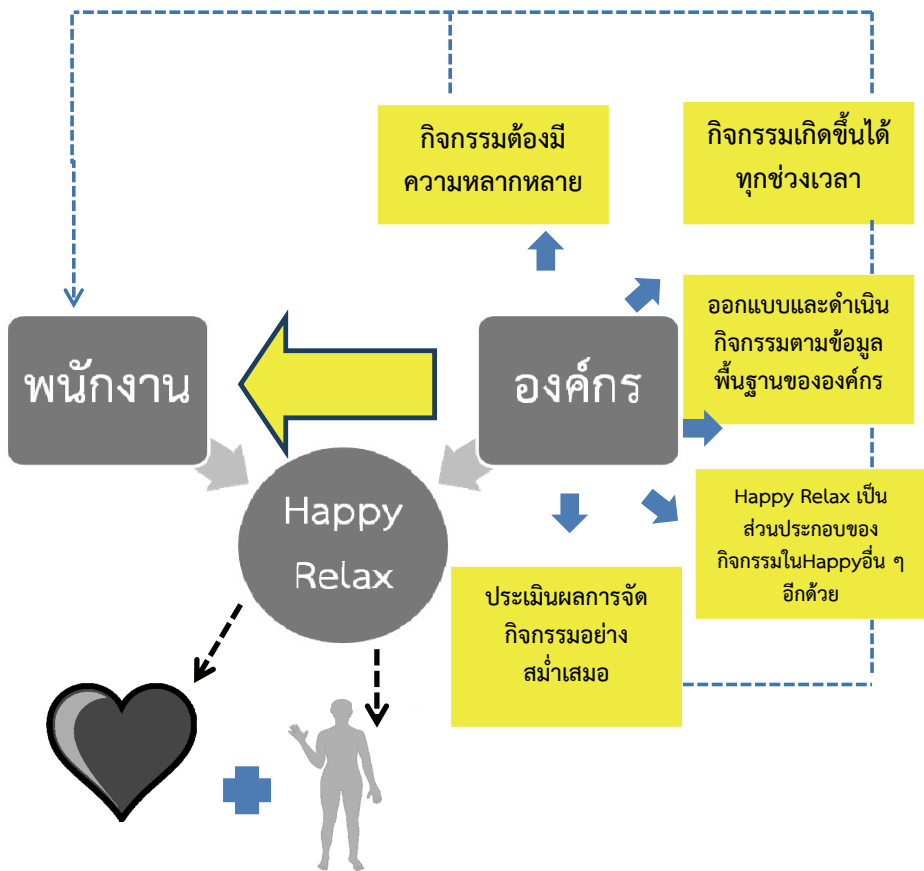 กิจกรรมต้องมี
ความหลากหลาย
กิจกรรมเกิดขึ้นได้
ทุกช่วงเวลา
พนักงาน
องค์กร
ออกแบบและดำเนิน
กิจกรรมตามข้อมูล
พื้นฐานขององค์กร
Happy
Relax
Happy Relax เป็น
ส่วนประกอบของ
กิจกรรมในHappyอื่น ๆ
อีกด้วย
ประเมินผลการจัด
กิจกรรมอย่าง
สม่ำเสมอ